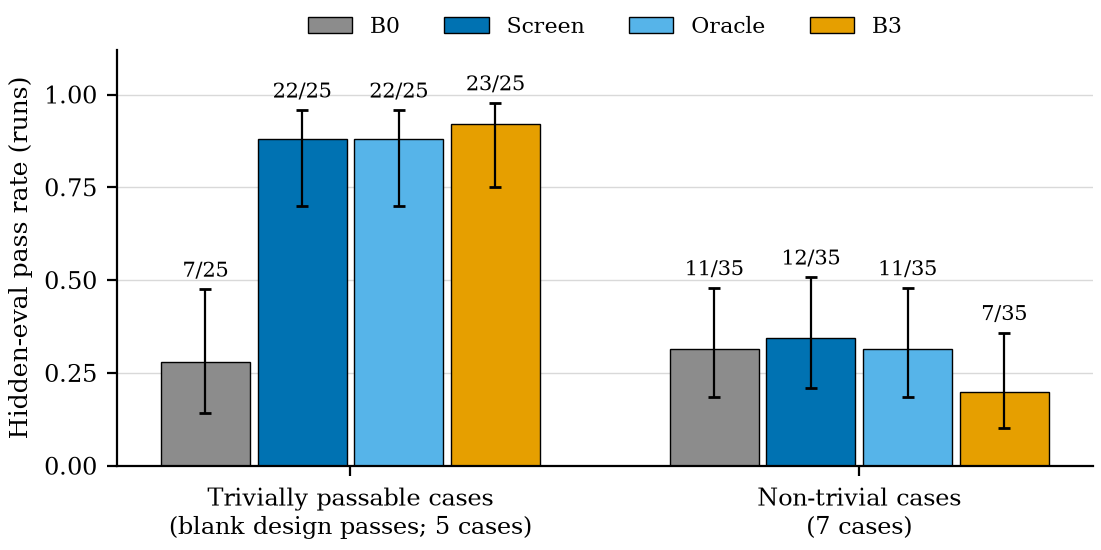 B0 Screen Oracle B3
Hidden-eval pass rate (runs)
1.00
0.75
0.50
0.25
0.00
7/25
22/25
22/25
23/25
11/35
12/35
11/35
7/35
Trivially passable cases
(blank design passes; 5 cases)
Non-trivial cases
(7 cases)